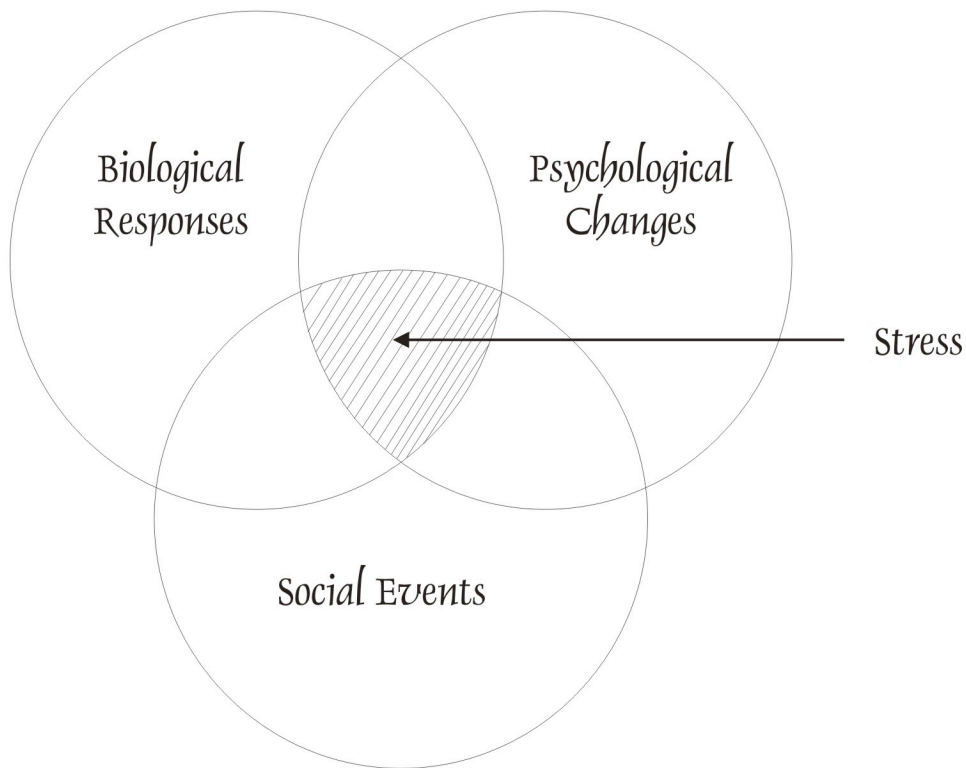 Biological
Responses
Psychological
Changes
Stress
Social Events